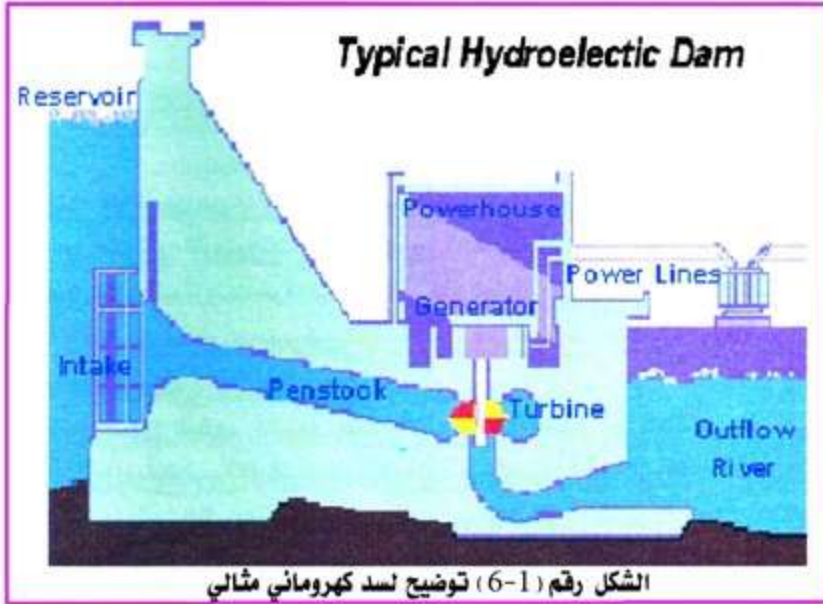 Typical Hydroelectic Dam
Reservoir
Powerhouse
Power Lines
Generator
Intake
Penstock
Turbine
Outflow
River
الشكل رقم (1-6) توضيح لسد كهرومائي مثالي